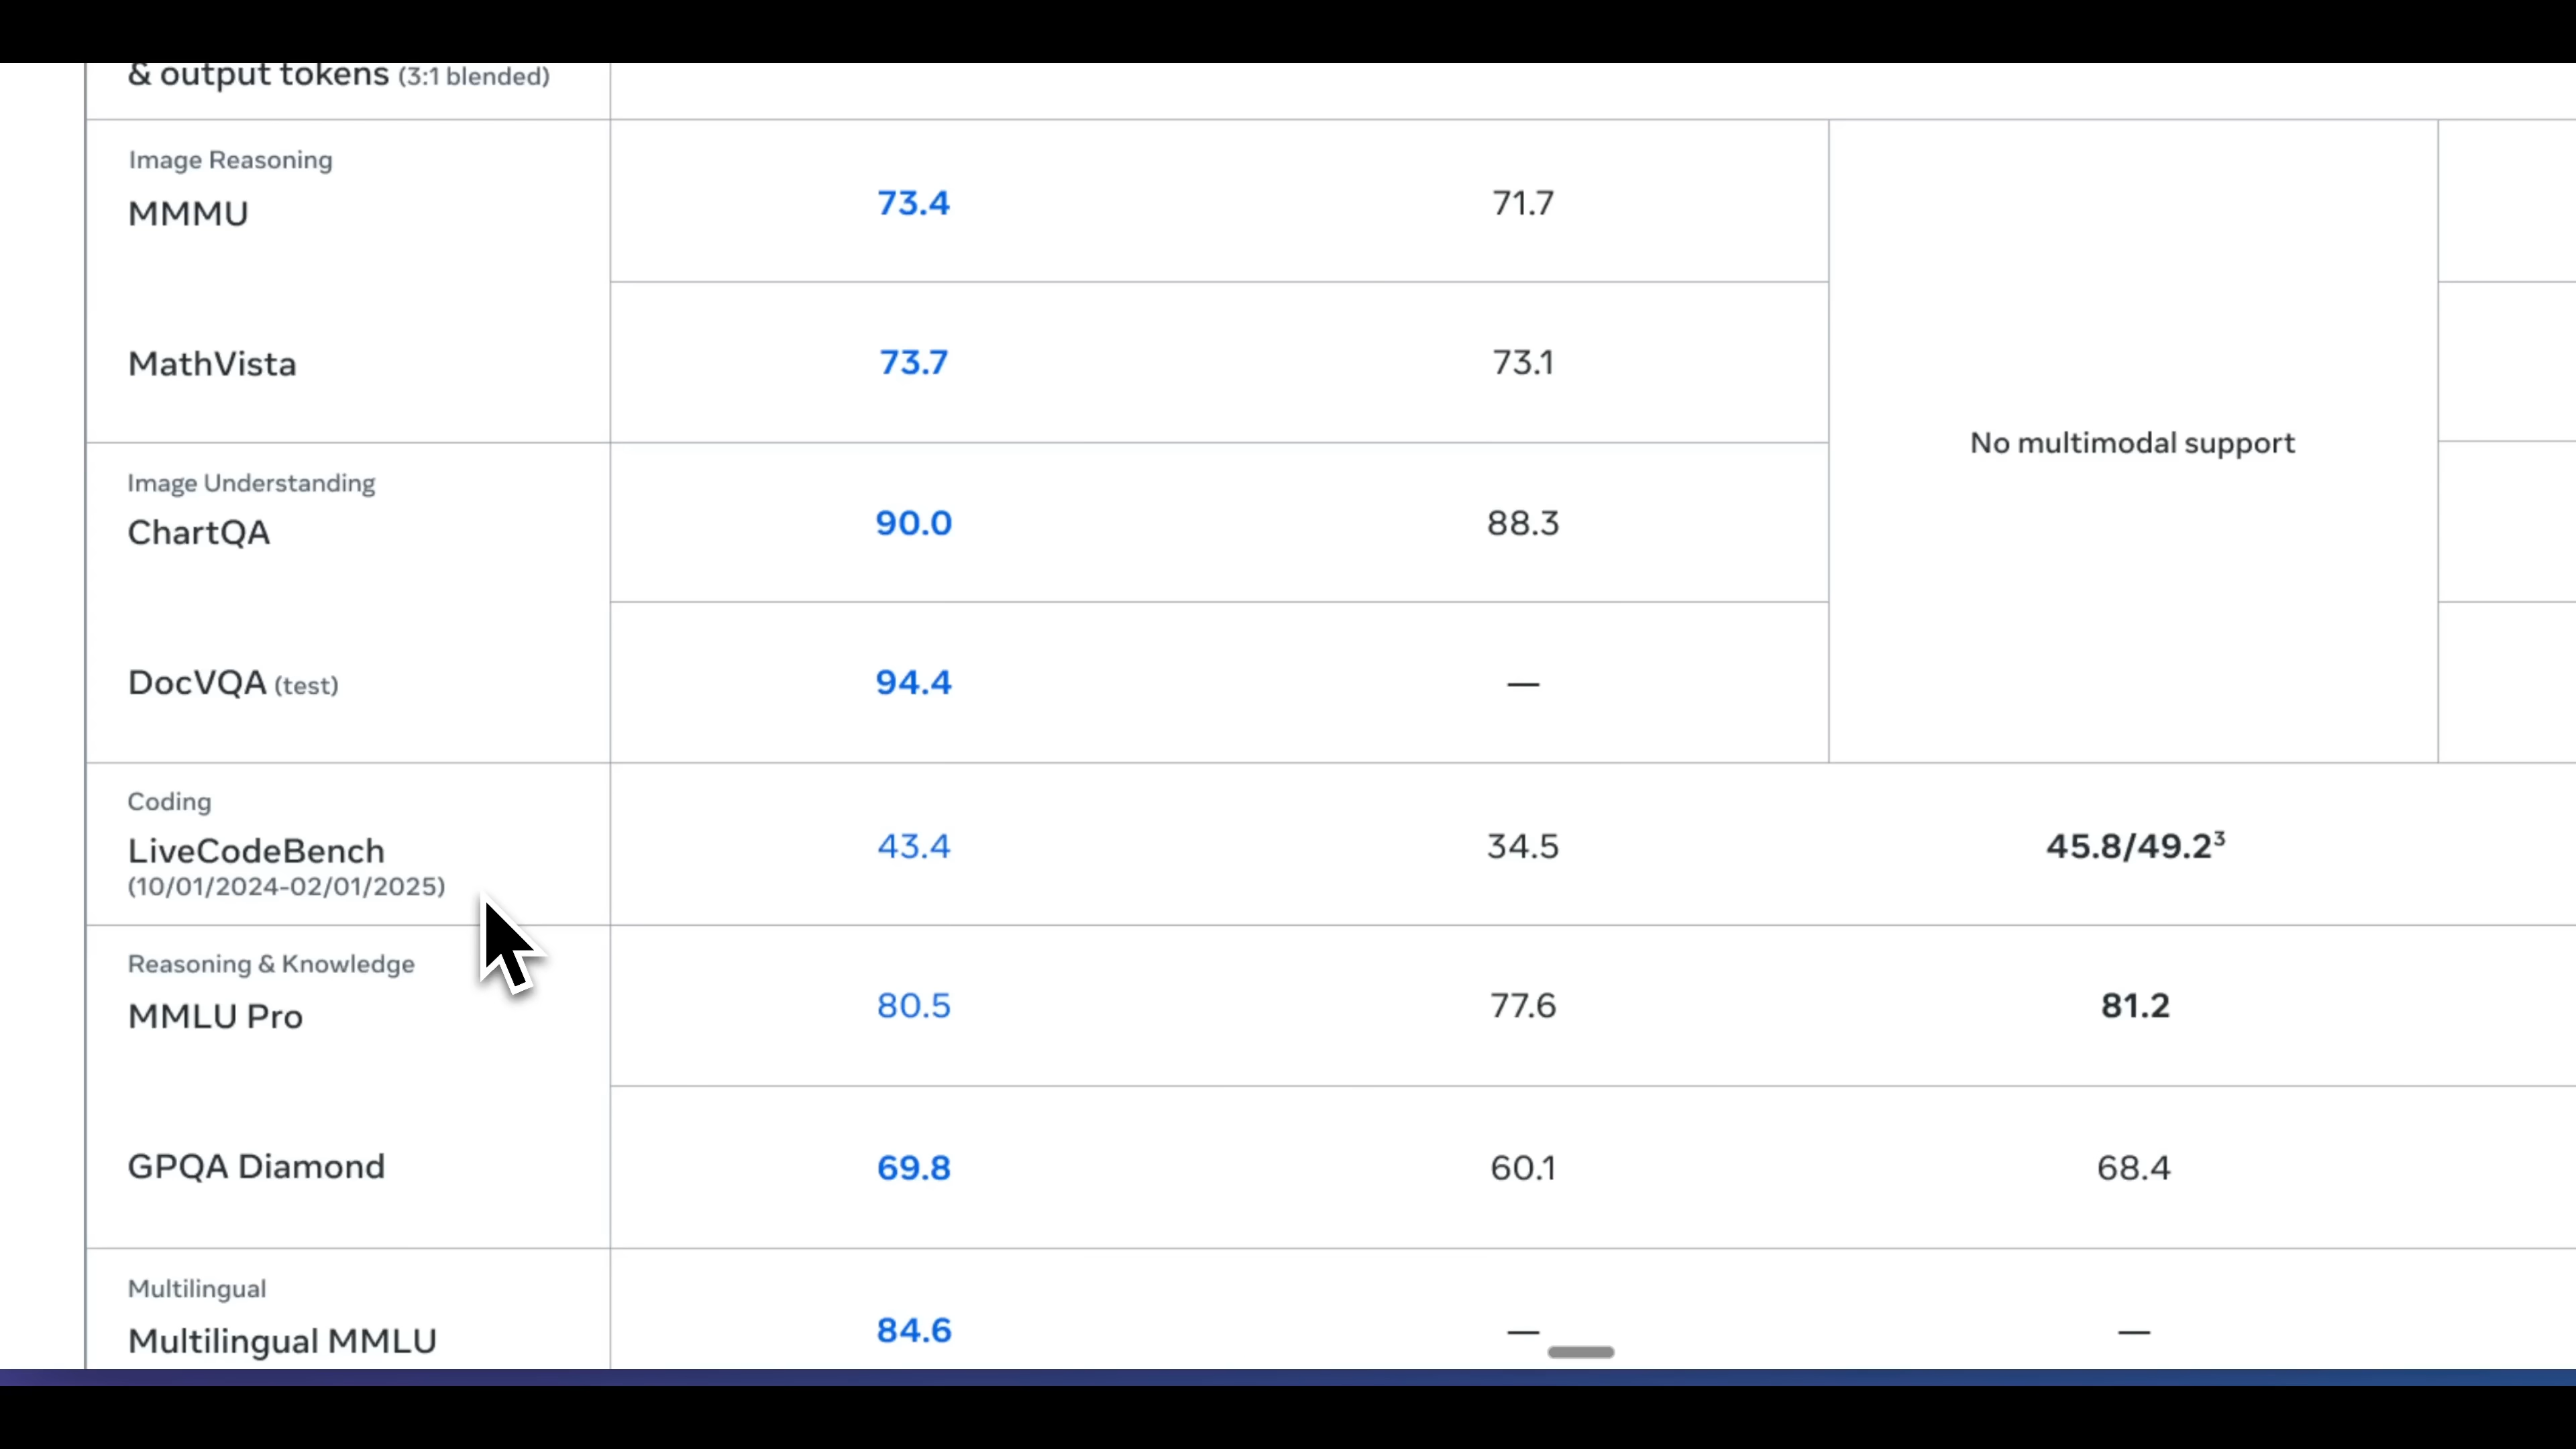 & output tokens (3:1 blended)
Image Reasoning
MMMU
73.4
71.7
MathVista
73.7
73.1
No multimodal support
Image Understanding
ChartQA
90.0
88.3
DocVQA (test)
94.4
—
Coding
LiveCodeBench
(10/01/2024-02/01/2025)
43.4
34.5
45.8/49.2³
Reasoning & Knowledge
MMLU Pro
80.5
77.6
81.2
GPQA Diamond
69.8
60.1
68.4
Multilingual
Multilingual MMLU
84.6
—
—